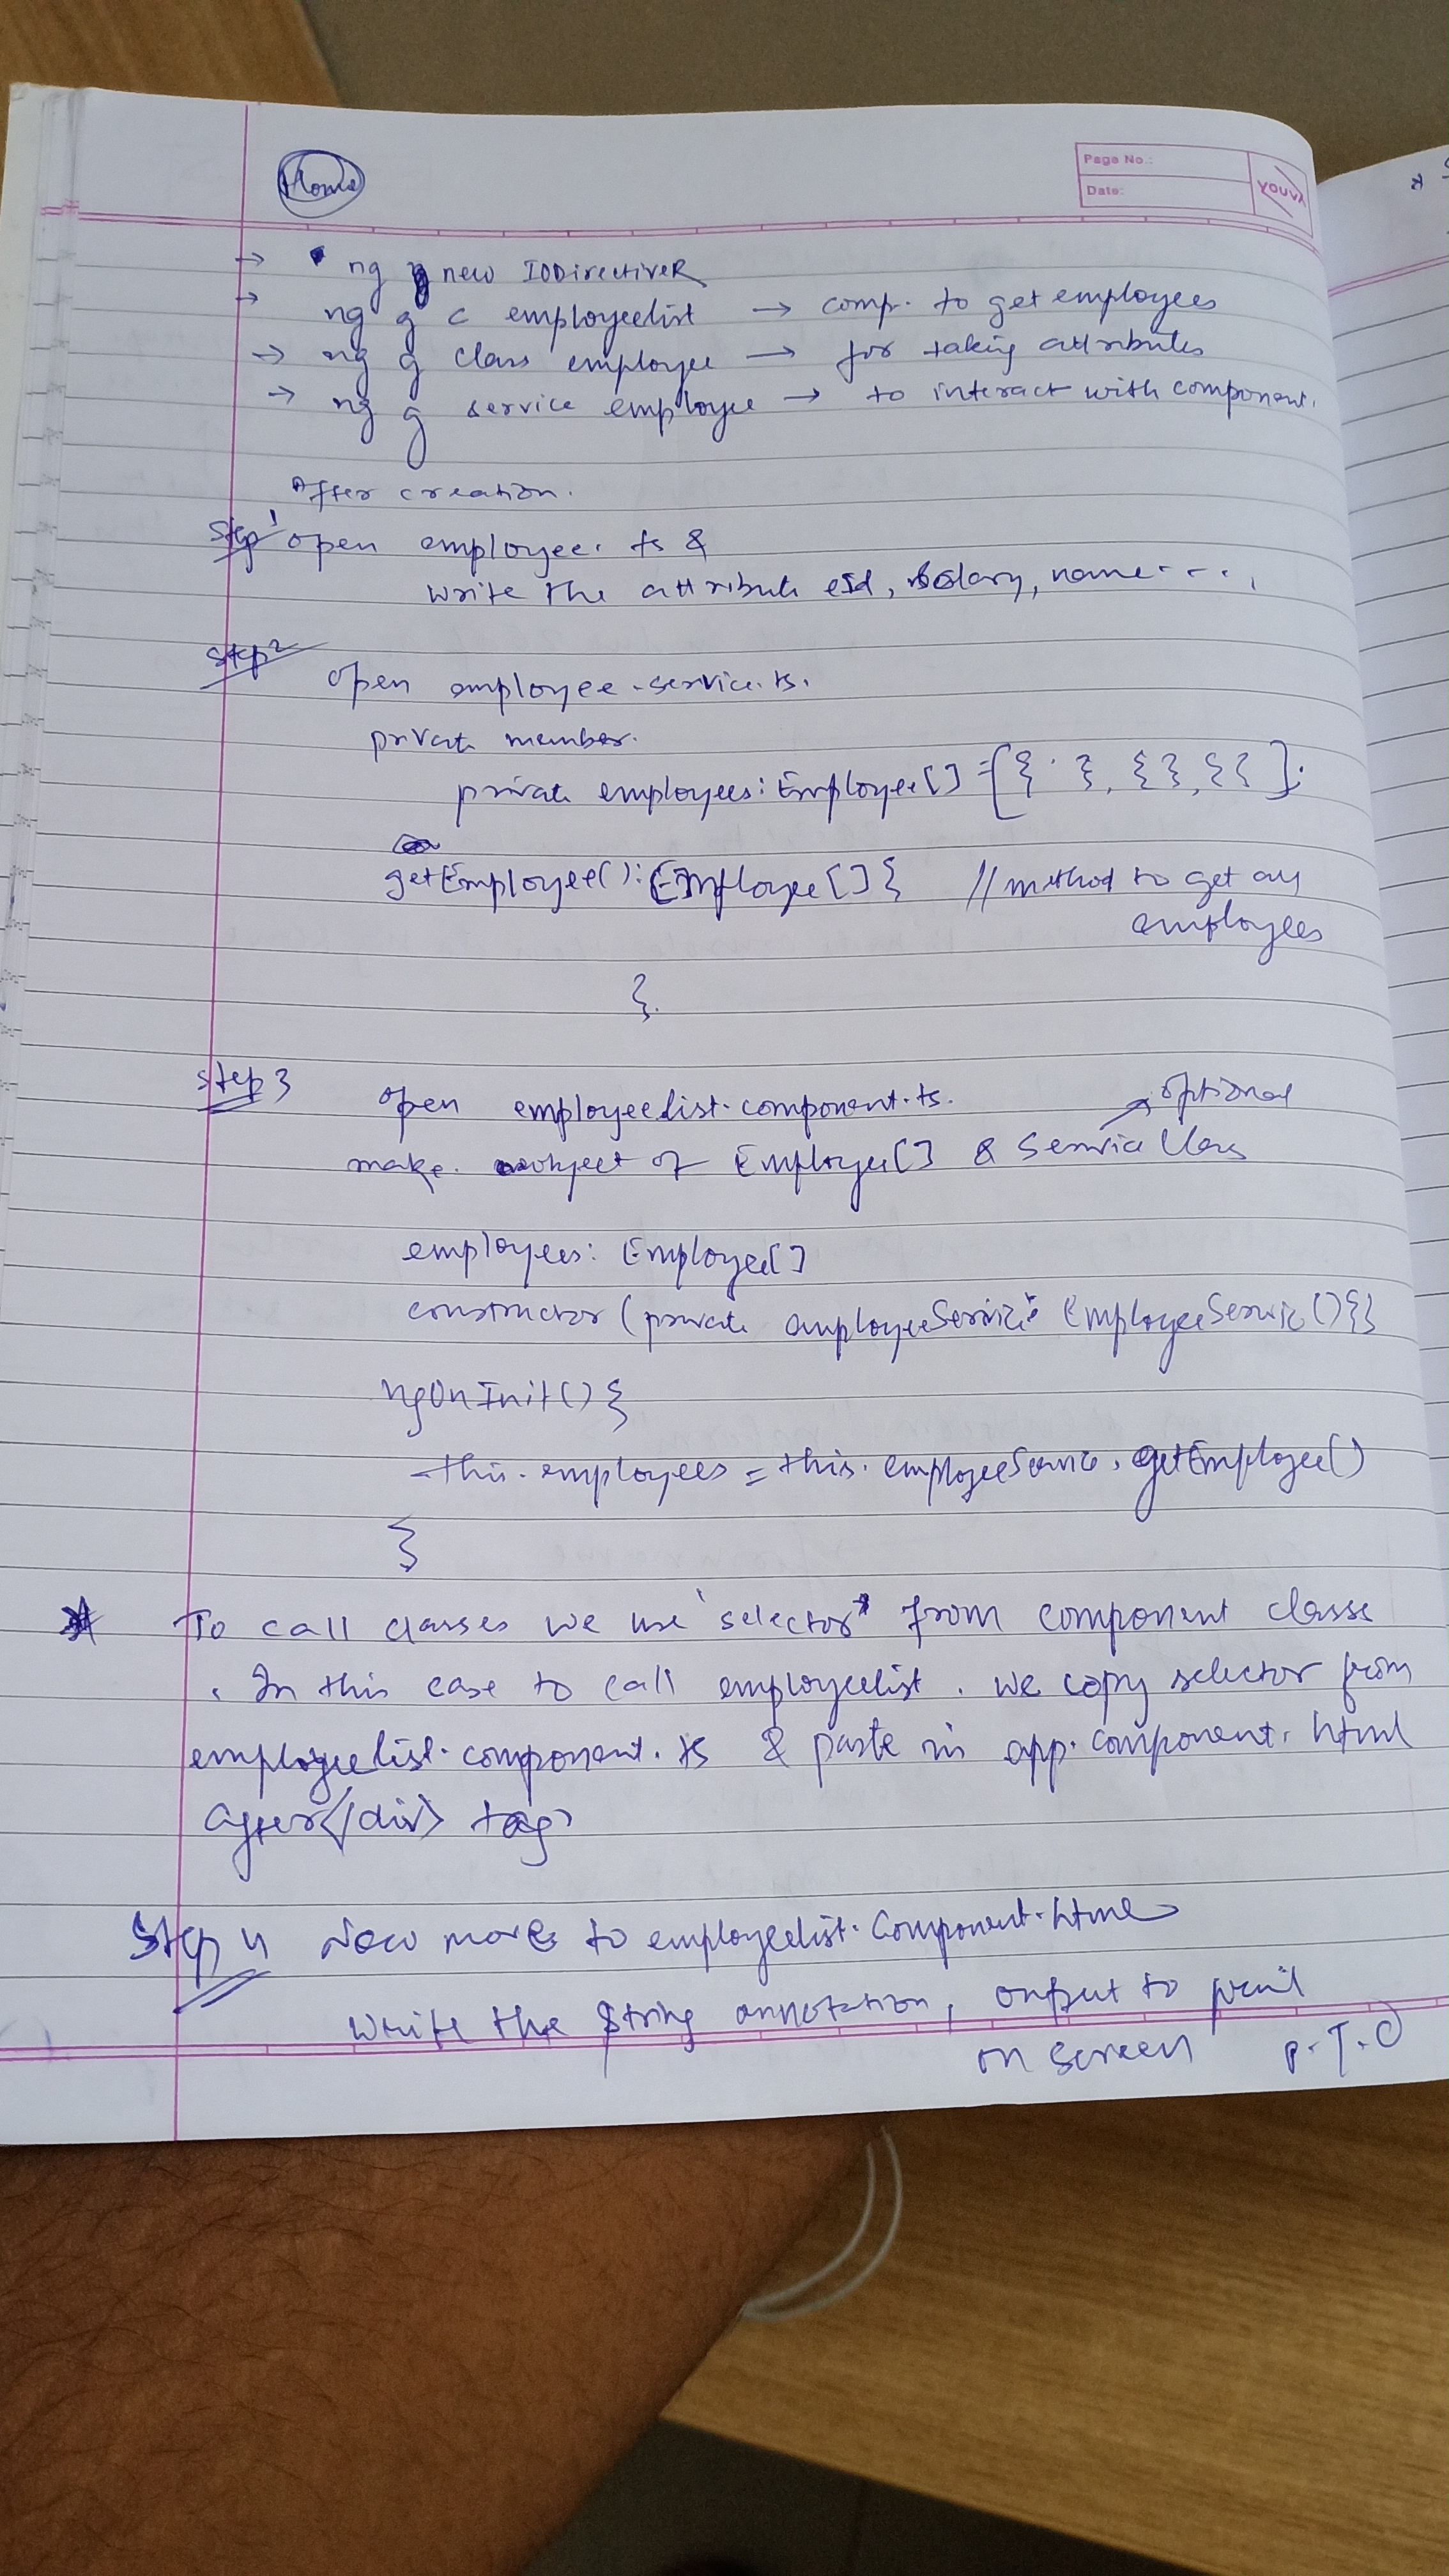 Home
Page No.:
Date:
YOUVA
→ ng new IODirectiveR
→ ng g c employeelist → comp. to get employees
→ ng g class employee → for taking attributes
→ ng g service employee → to interact with component.
After creation.
Step 1 open employee. ts &
write the attribute eid, salary, name - - - ,
Step 2
open employee-service.ts.
private member.
private employees: Employee[] = [{ }, { }, { { ];
getEmployee(): Employee[] { // method to get all
employees
}.
Step 3
open employeelist.component.ts. optional
make object of Employee[] & Service Class
employees: Employee[]
constructor (private employeeService: EmployeeService(){}
ngOnInit() {
this.employees = this.employeeService.getEmployee()
}
To call classes we use "selector" from component classe
. In this case to call employeelist. we copy selector from
employeelist.component.ts & paste in app.component.html
after </div> tag
Step 4 Now move to employeelist.Component.html
write the string annotation, output to print
on screen P.T.O